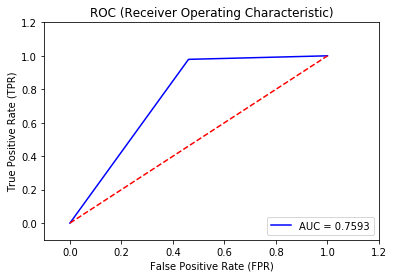 ROC (Receiver Operating Characteristic)
True Positive Rate (TPR)
1.2
1.0
0.8
0.6
0.4
0.2
0.0
AUC = 0.7593
0.0 0.2 0.4 0.6 0.8 1.0 1.2
False Positive Rate (FPR)